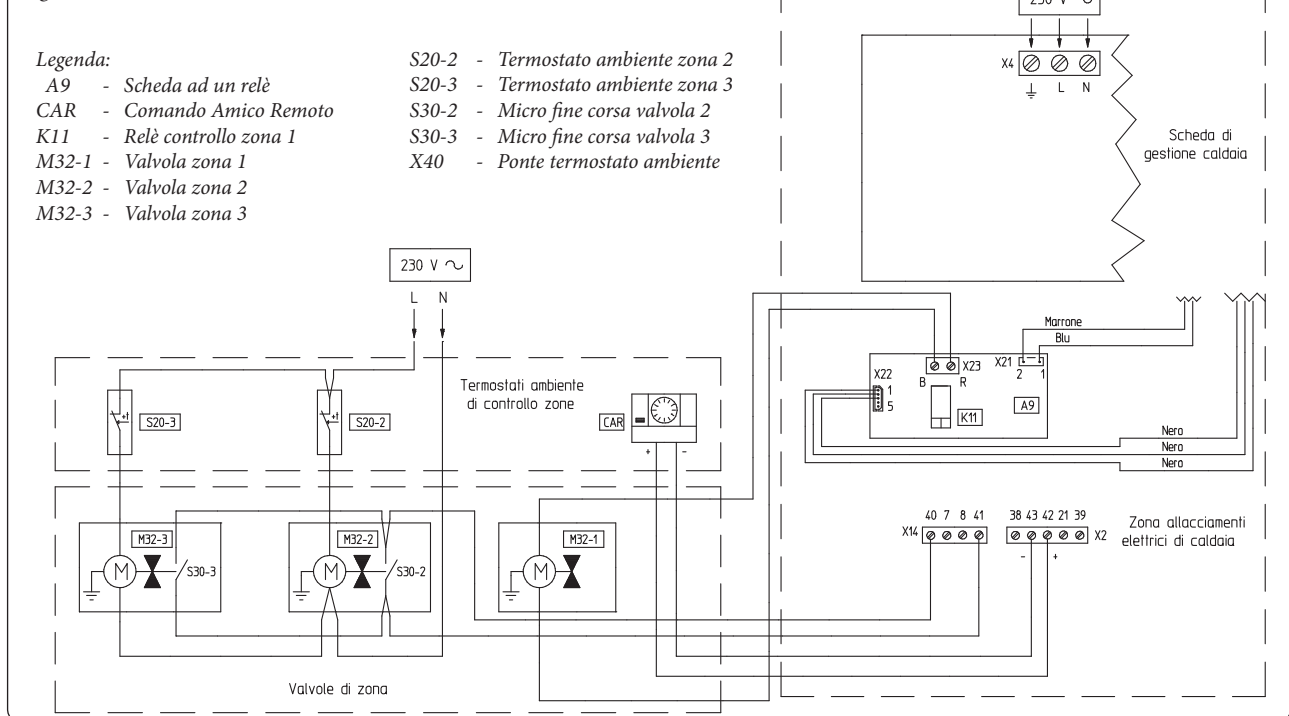 230 V
Legenda:
A9 - Scheda ad un relè
CAR - Comando Amico Remoto
K11 - Relè controllo zona 1
M32-1 - Valvola zona 1
M32-2 - Valvola zona 2
M32-3 - Valvola zona 3
S20-2 - Termostato ambiente zona 2
S20-3 - Termostato ambiente zona 3
S30-2 - Micro fine corsa valvola 2
S30-3 - Micro fine corsa valvola 3
X40 - Ponte termostato ambiente
X4
L N
Scheda di
gestione caldaia
230 V
L N
Marrone
Blu
X22 X23 X21
2 1
1
B R
5
K11
A9
Termostati ambiente
di controllo zone
S20-3
+t
S20-2
+t
CAR
+ -
Nero
Nero
Nero
40 7 8 41
X14
38 43 42 21 39
X2
- +
Zona allacciamenti
elettrici di caldaia
M32-3
M
S30-3
M32-2
M
S30-2
M32-1
M
Valvole di zona